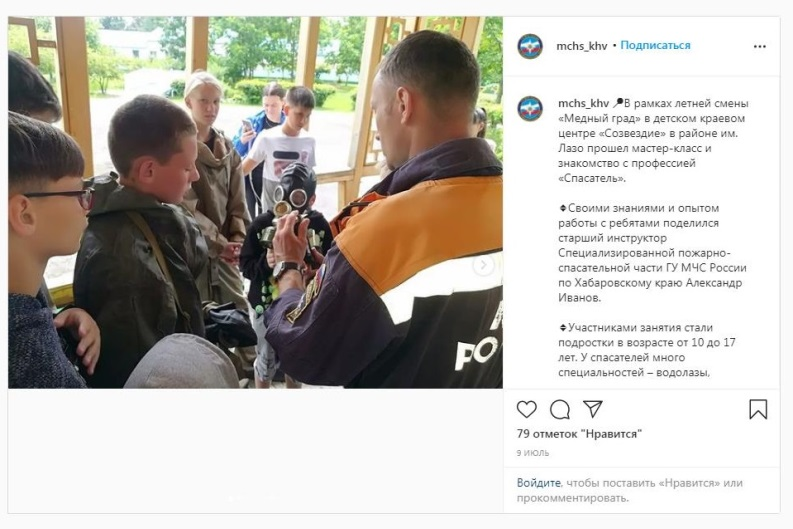 mchs_khv • Подписаться
mchs_khv 📍В рамках летней смены
«Медный град» в детском краевом
центре «Созвездие» в районе им.
Лазо прошел мастер-класс и
знакомство с профессией
«Спасатель».
♦Своими знаниями и опытом
работы с ребятами поделился
старший инструктор
Специализированной пожарно-
спасательной части ГУ МЧС России
по Хабаровскому краю Александр
Иванов.
♦Участниками занятия стали
подростки в возрасте от 10 до 17
лет. У спасателей много
специальностей – водолазы,
79 отметок "Нравится"
9 ИЮЛЬ
Войдите, чтобы поставить «Нравится» или
прокомментировать.